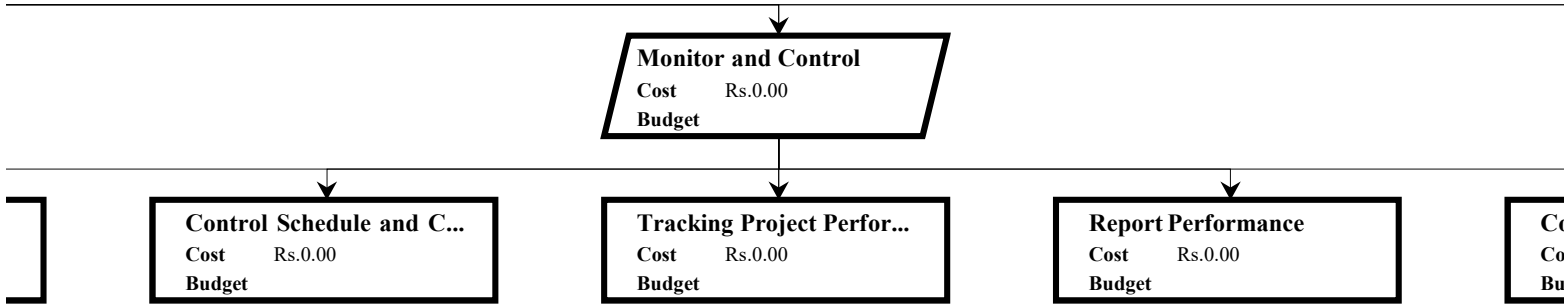 Monitor and Control
Cost Rs.0.00
Budget
Control Schedule and C...
Cost Rs.0.00
Budget
Tracking Project Perfor...
Cost Rs.0.00
Budget
Report Performance
Cost Rs.0.00
Budget